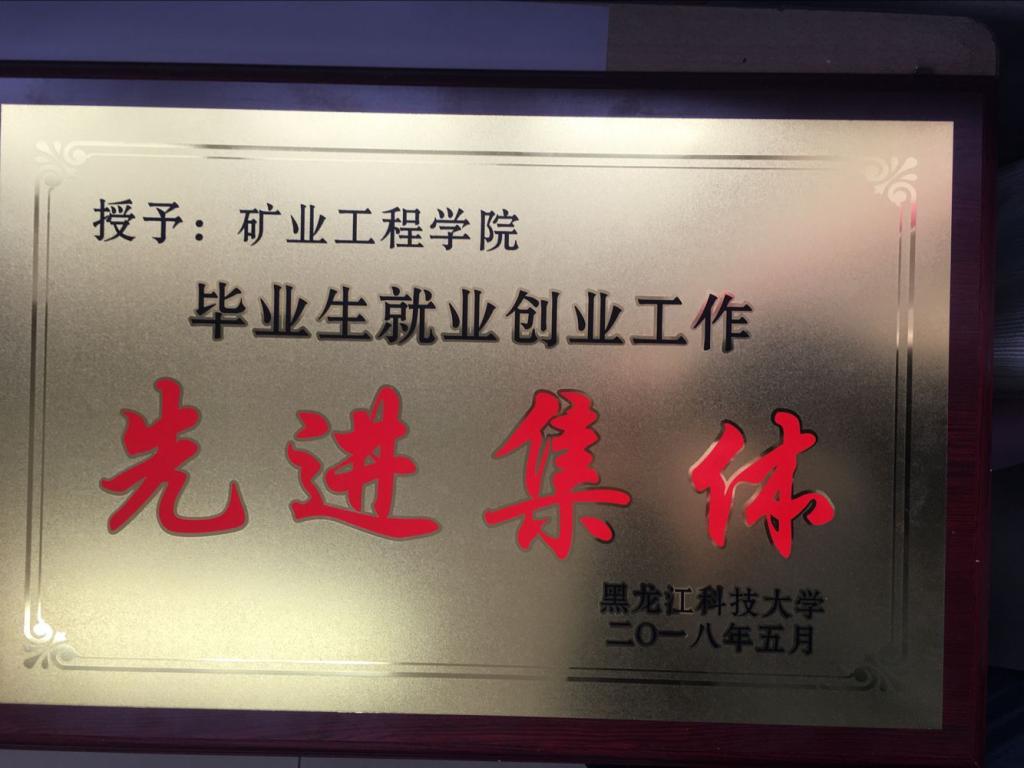 授予：矿业工程学院
毕业生就业创业工作
先进集体
黑龙江科技大学
二〇一八年五月